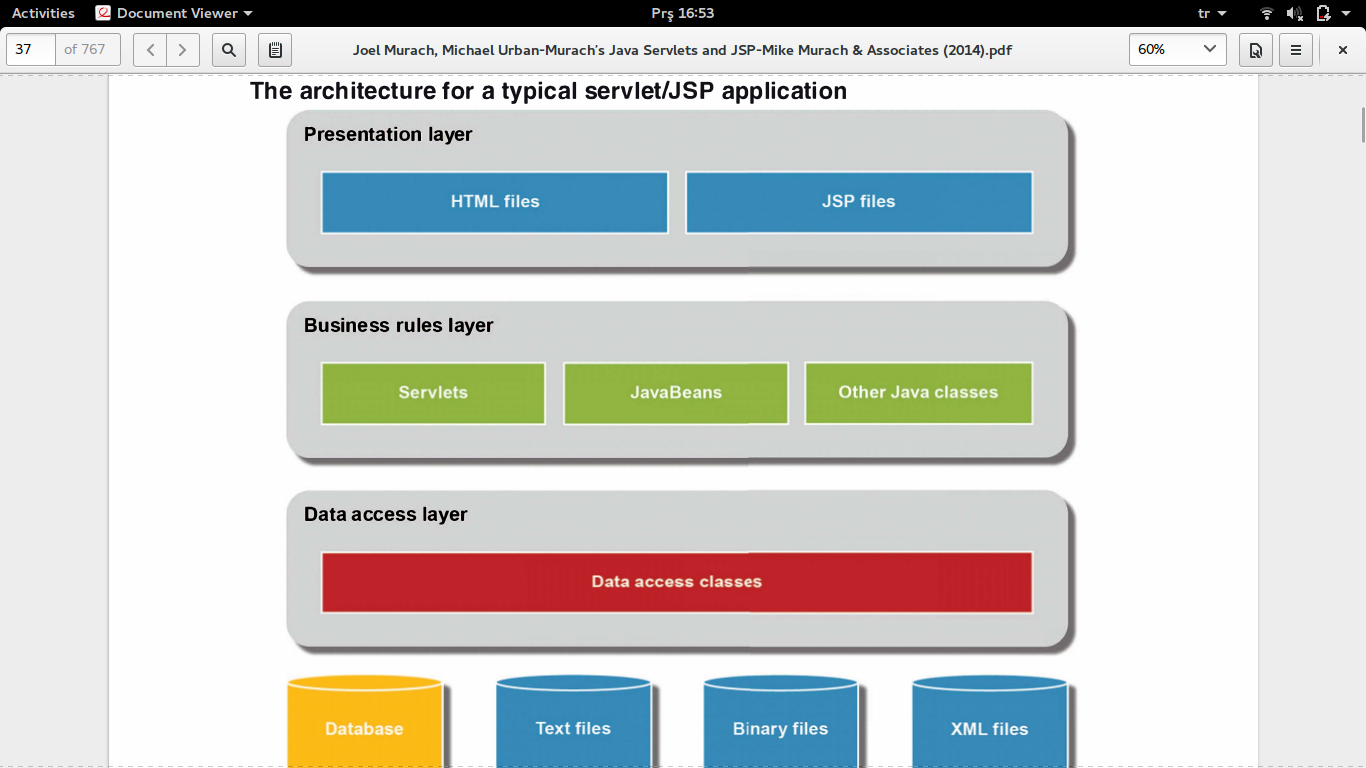 Activities Document Viewer Prş 16:53 tr
37 of 767 Joel Murach, Michael Urban-Murach's Java Servlets and JSP-Mike Murach & Associates (2014).pdf 60%
The architecture for a typical servlet/JSP application
Presentation layer
HTML files JSP files
Business rules layer
Servlets JavaBeans Other Java classes
Data access layer
Data access classes
Database Text files Binary files XML files